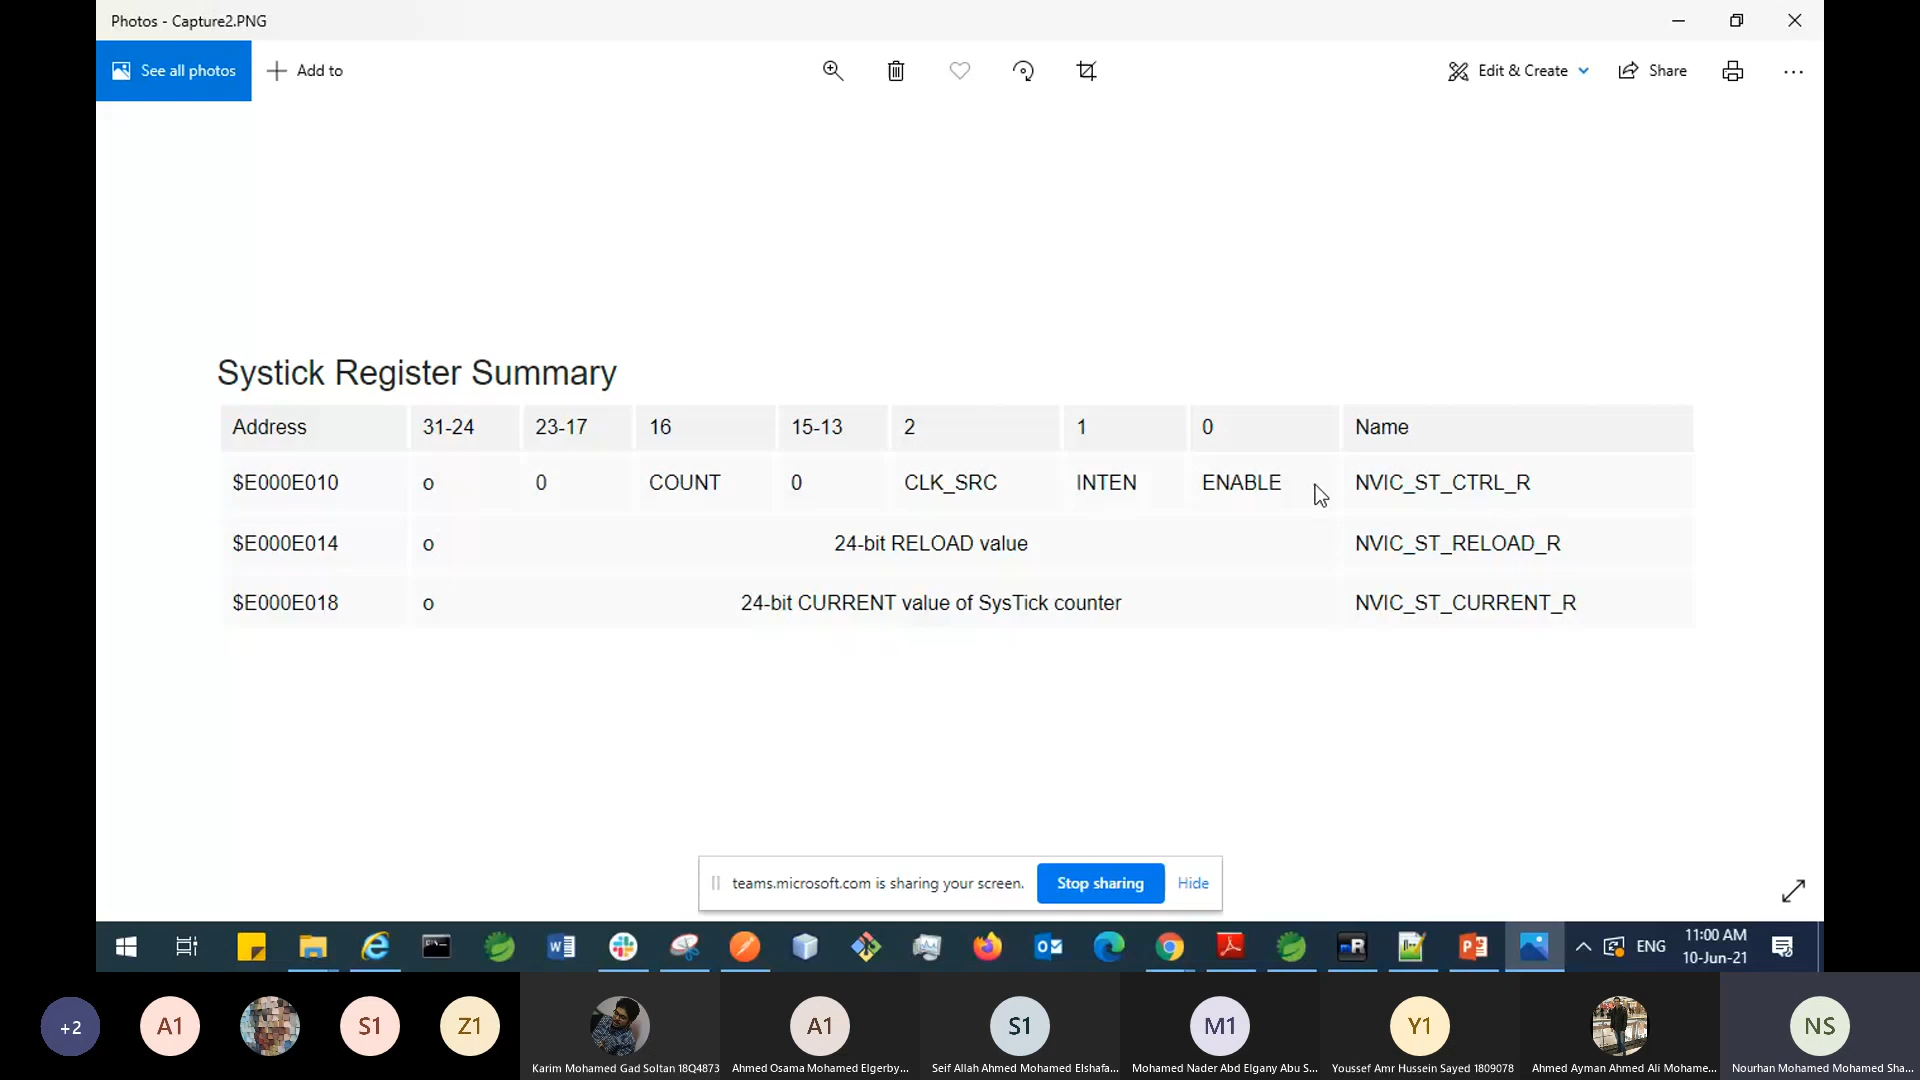 Photos - Capture2.PNG
See all photos
Add to
Edit & Create
Share
Systick Register Summary
Address 31-24 23-17 16 15-13 2 1 0 Name
$E000E010 o 0 COUNT 0 CLK_SRC INTEN ENABLE NVIC_ST_CTRL_R
$E000E014 o 24-bit RELOAD value NVIC_ST_RELOAD_R
$E000E018 o 24-bit CURRENT value of SysTick counter NVIC_ST_CURRENT_R
teams.microsoft.com is sharing your screen. Stop sharing Hide
ENG
11:00 AM
10-Jun-21
+2 A1 S1 Z1 A1 S1 M1 Y1 NS
Karim Mohamed Gad Soltan 18Q4873 Ahmed Osama Mohamed Elgerby... Seif Allah Ahmed Mohamed Elshafa... Mohamed Nader Abd Elgany Abu S... Youssef Amr Hussein Sayed 1809078 Ahmed Ayman Ahmed Ali Mohame... Nourhan Mohamed Mohamed Sha...